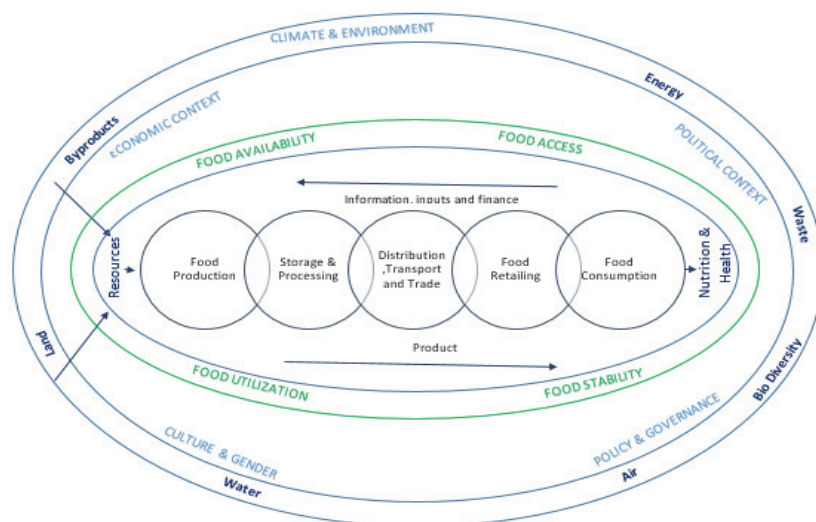 CLIMATE & ENVIRONMENT
Energy
Byproducts
ECONOMIC CONTEXT
POLITICAL CONTEXT
FOOD AVAILABILITY
FOOD ACCESS
Waste
Information, inputs and finance
Resources
Food
Production
Storage &
Processing
Distribution
,Transport
and Trade
Food
Retailing
Food
Consumption
Nutrition &
Health
Land
Product
FOOD UTILIZATION
FOOD STABILITY
Bio Diversity
CULTURE & GENDER
POLICY & GOVERNANCE
Water
Air